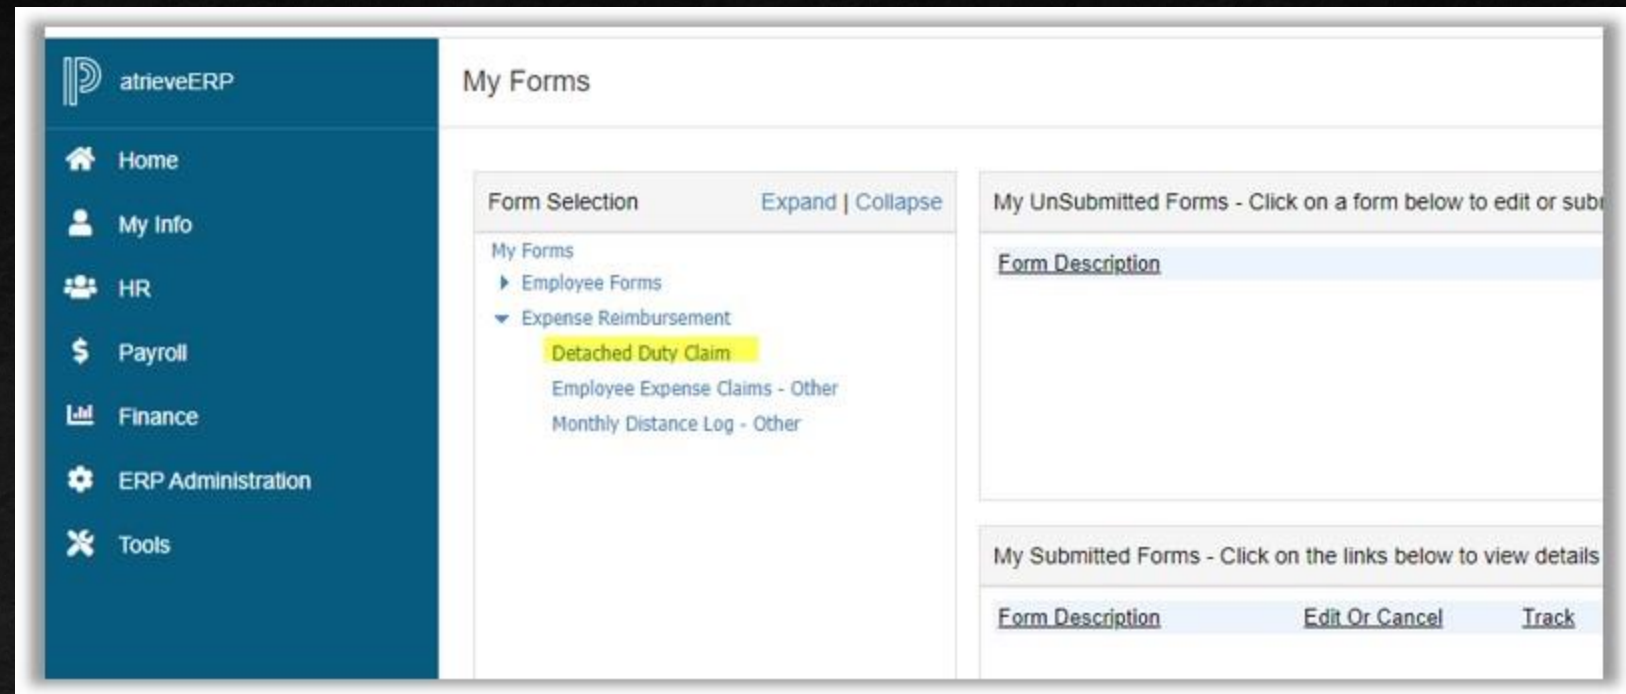 atrieveERP
Home
My Info
HR
Payroll
Finance
ERP Administration
Tools
My Forms
Form Selection
Expand | Collapse
My Forms
Employee Forms
Expense Reimbursement
Detached Duty Claim
Employee Expense Claims - Other
Monthly Distance Log - Other
My UnSubmitted Forms - Click on a form below to edit or
Form Description
My Submitted Forms - Click on the links below to view details
Form Description Edit Or Cancel Track